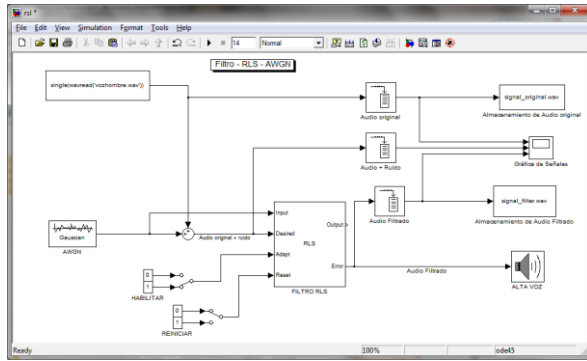 rsl *
File Edit View Simulation Format Tools Help
14 Normal
Filtro - RLS - AWGN
single(wavread('vozhombre.wav'))
Audio original
signal_original.wav
Almacenamiento de Audio original
Audio + Ruido
Gráfica de Señales
Audio Filtrado
signal_filter.wav
Almacenamiento de Audio Filtrado
Gaussian
AWGN
Audio original + ruido
Input
Desired
Adapt
Reset
RLS
Output
Error
FILTRO RLS
Audio Filtrado
ALTA VOZ
0
1
HABILITAR
0
1
REINICIAR
Ready 100% ode45